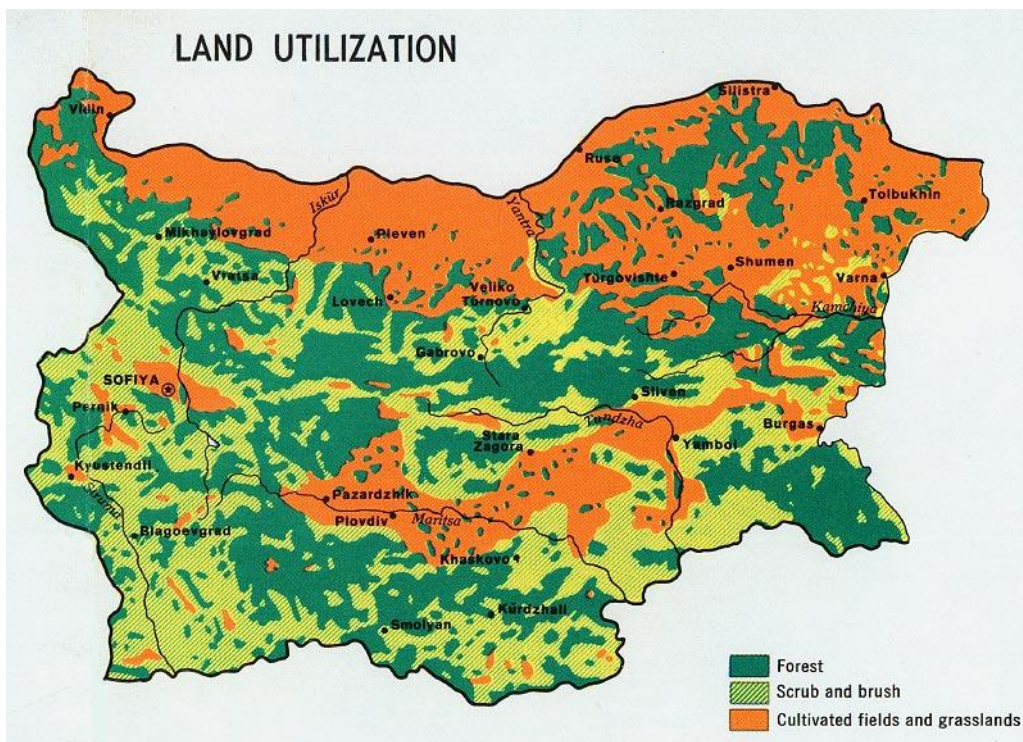 LAND UTILIZATION
Vidin
Silistra
Ruse
Iskŭr
Yantra
Razgrad
Tolbukhin
Mikhaylovgrad
Pleven
Vratsa
Tŭrgovishte
Shumen
Varna
Lovech
Veliko
Tŭrnovo
Kamchiya
Gabrovo
SOFIYA
Sliven
Pernik
Tundzha
Burgas
Stara
Zagora
Yambol
Kyustendil
Struma
Pazardzhik
Plovdiv
Maritsa
Blagoevgrad
Khaskovo
Kŭrdzhali
Smolyan
Forest
Scrub and brush
Cultivated fields and grasslands